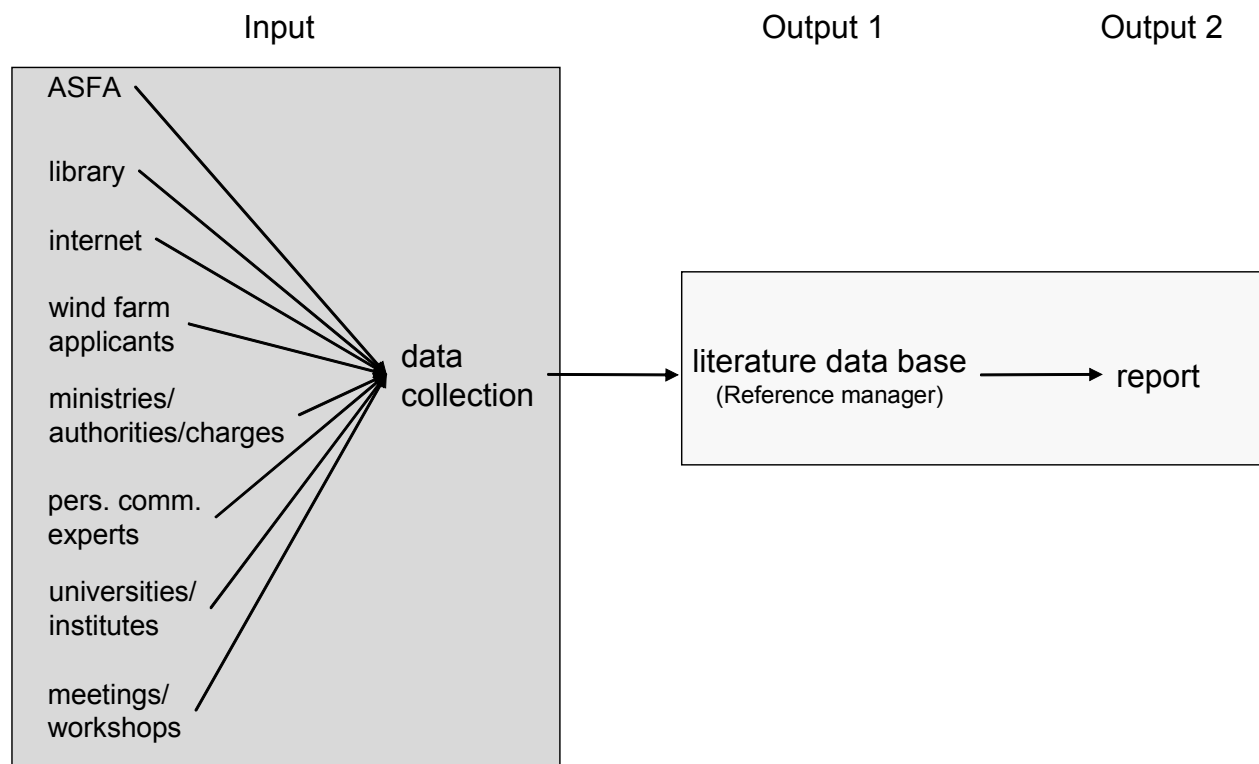 Input
Output 1
Output 2
ASFA
library
internet
wind farm
applicants
ministries/
authorities/charges
pers. comm.
experts
universities/
institutes
meetings/
workshops
data
collection
literature data base
(Reference manager)
report